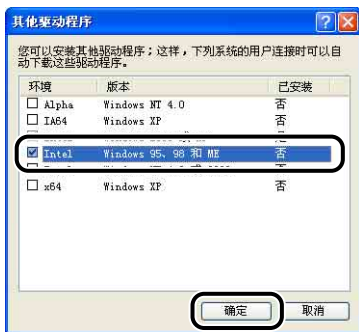 其他驱动程序
您可以安装其他驱动程序；这样，下列系统的用户连接时可以自
动下载这些驱动程序。
环境 版本 已安装
Alpha Windows NT 4.0 否
IA64 Windows XP 否
Intel Windows 95、98 和 ME 否
x64 Windows XP 否
确定 取消